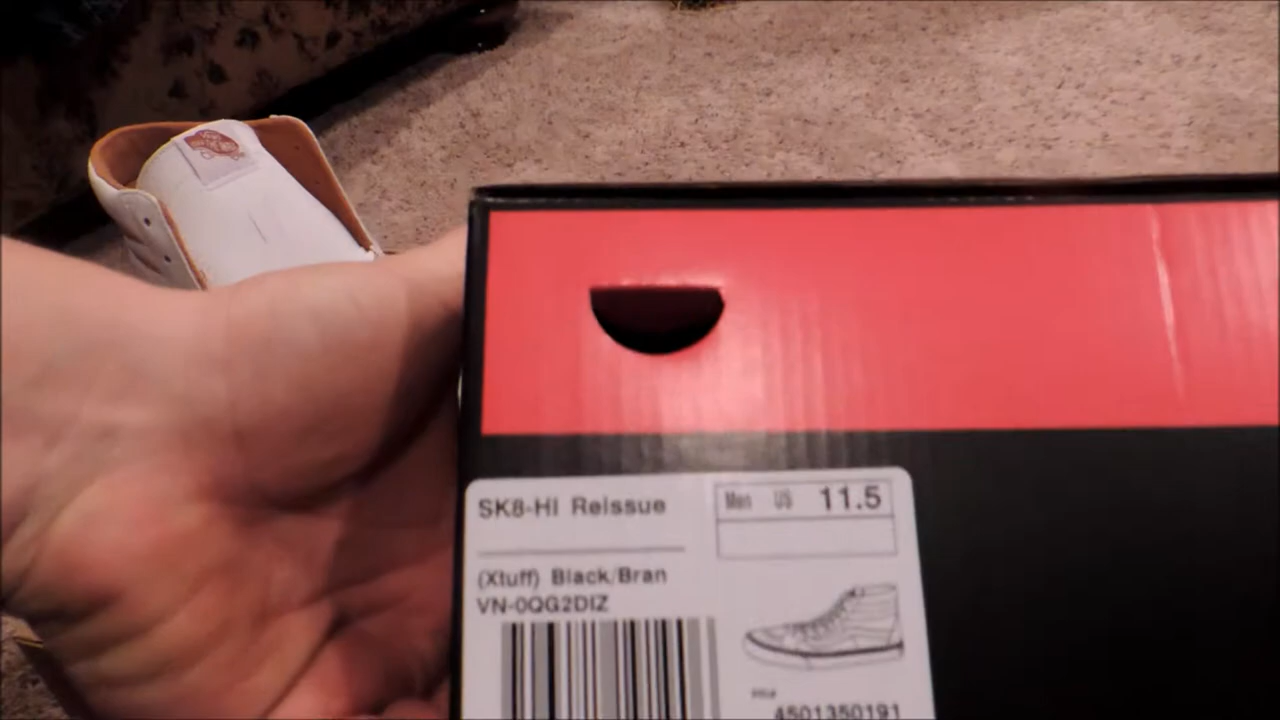 SK8-HI Reissue
Men US 11.5
(Xtuff) Black/Bran
VN-0QG2DIZ
4501350191